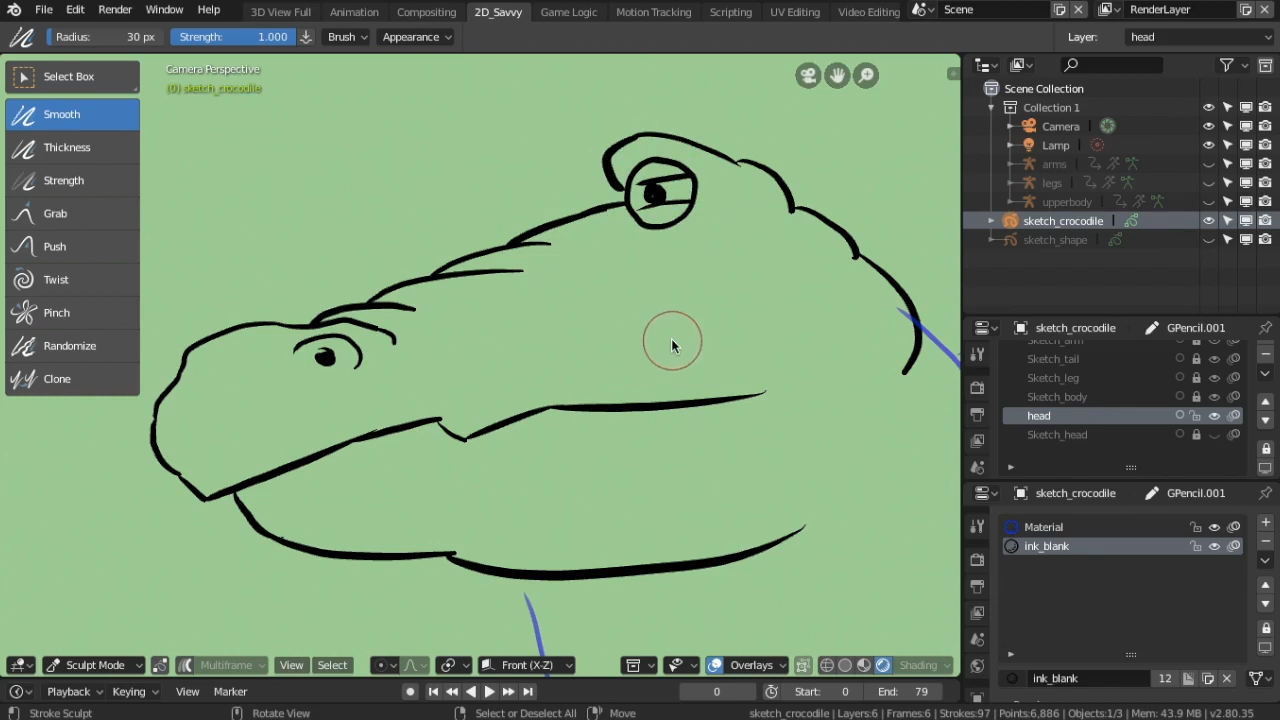 File Edit Render Window Help 3D View Full Animation Compositing 2D_Savvy Game Logic Motion Tracking Scripting UV Editing Video Editing Scene RenderLayer
Radius: 30 px Strength: 1.000 Brush Appearance Layer: head
Select Box
Smooth
Thickness
Strength
Grab
Push
Twist
Pinch
Randomize
Clone
Camera Perspective
(0) sketch_crocodile
Scene Collection
Collection 1
Camera
Lamp
arms
legs
upperbody
sketch_crocodile
sketch_shape
sketch_crocodile GPencil.001
Sketch_arm
Sketch_tail
Sketch_leg
Sketch_body
head
Sketch_head
sketch_crocodile GPencil.001
Material
ink_blank
ink_blank 12
Sculpt Mode Multiframe View Select Front (X-Z) Overlays Shading
Playback Keying View Marker 0 Start: 0 End: 79
Stroke Sculpt Rotate View Select or Deselect All Move sketch_crocodile | Layers:6 | Frames:6 | Strokes:97 | Points:6,886 | Objects:1/3 | Mem: 43.9 MB | v2.80.35